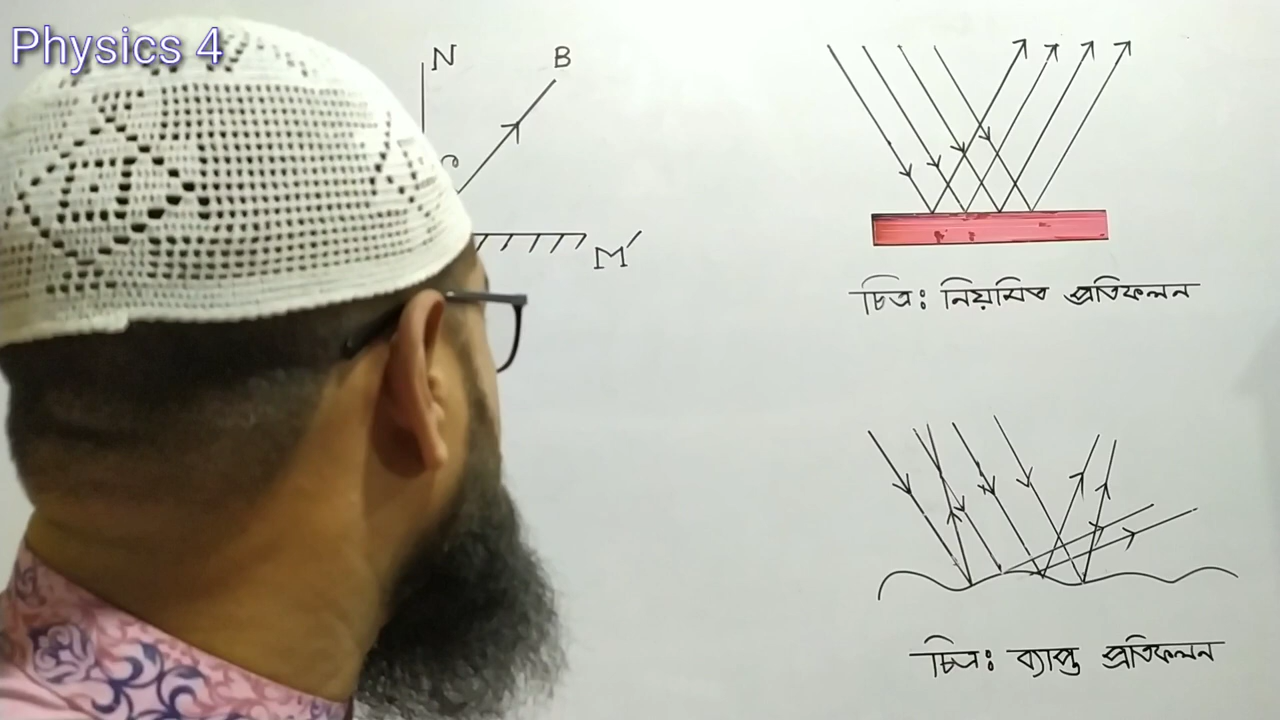 Physics 4
N
B
r
M′
চিত্র: নিয়মিত প্রতিফলন
চিত্র: ব্যাপ্ত প্রতিফলন